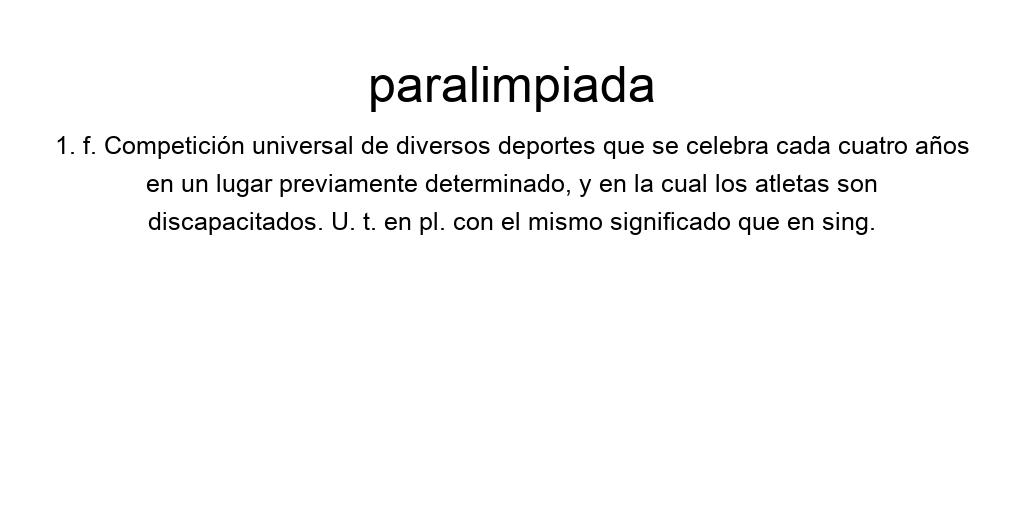 paralimpiada
1. f. Competición universal de diversos deportes que se celebra cada cuatro años
en un lugar previamente determinado, y en la cual los atletas son
discapacitados. U. t. en pl. con el mismo significado que en sing.